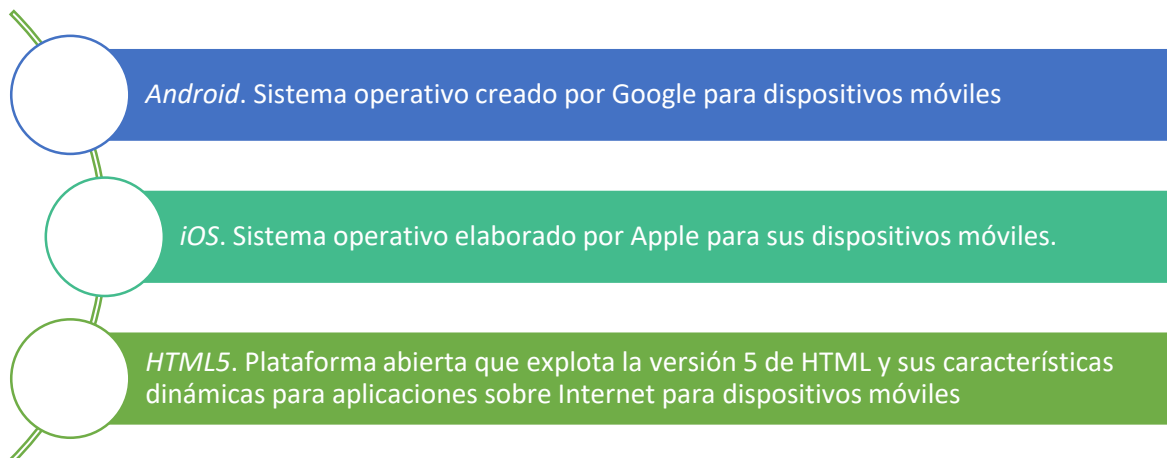 Android. Sistema operativo creado por Google para dispositivos móviles
iOS. Sistema operativo elaborado por Apple para sus dispositivos móviles.
HTML5. Plataforma abierta que explota la versión 5 de HTML y sus características
dinámicas para aplicaciones sobre Internet para dispositivos móviles